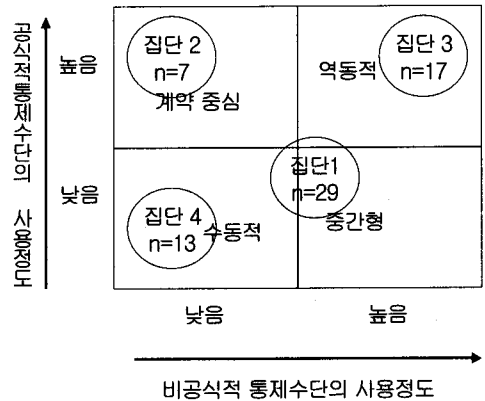 공식적통제수단의 사용정도
높음
낮음
집단 2
n=7
계약 중심
집단 3
n=17
역동적
집단1
n=29
중간형
집단 4
n=13
수동적
낮음
높음
비공식적 통제수단의 사용정도